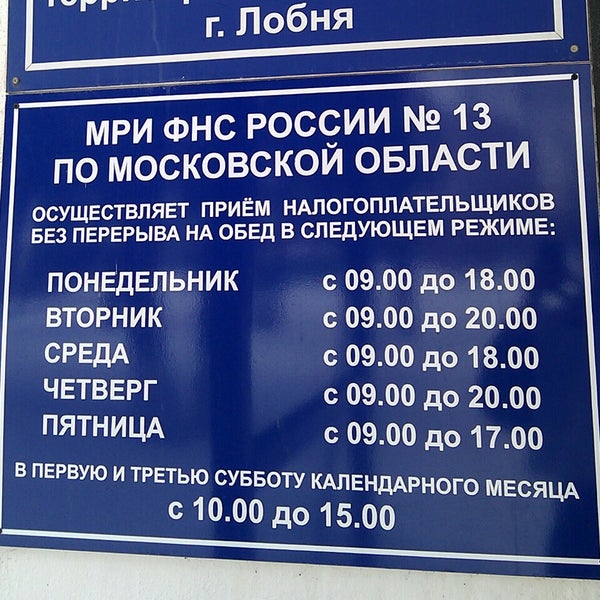 г. Лобня
МРИ ФНС РОССИИ № 13
ПО МОСКОВСКОЙ ОБЛАСТИ
ОСУЩЕСТВЛЯЕТ ПРИЁМ НАЛОГОПЛАТЕЛЬЩИКОВ
БЕЗ ПЕРЕРЫВА НА ОБЕД В СЛЕДУЮЩЕМ РЕЖИМЕ:
ПОНЕДЕЛЬНИК с 09.00 до 18.00
ВТОРНИК с 09.00 до 20.00
СРЕДА с 09.00 до 18.00
ЧЕТВЕРГ с 09.00 до 20.00
ПЯТНИЦА с 09.00 до 17.00
В ПЕРВУЮ И ТРЕТЬЮ СУББОТУ КАЛЕНДАРНОГО МЕСЯЦА
с 10.00 до 15.00